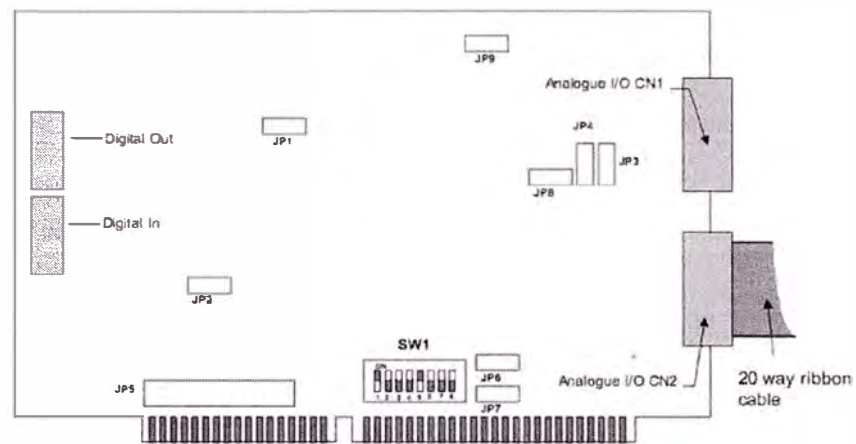 JP9
Analogue I/O CN1
Digital Out
JP1
JP4
JP3
JP8
Digital In
JP2
SW1
ON
1 2 3 4 5 6 7 8
JP5
JP6
JP7
Analogue I/O CN2
20 way ribbon
cable